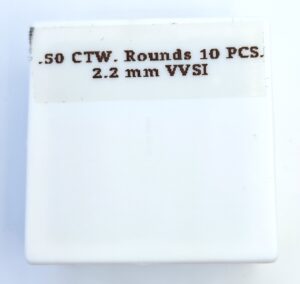 .50 CTW. Rounds 10 PCS.
2.2 mm VVSI